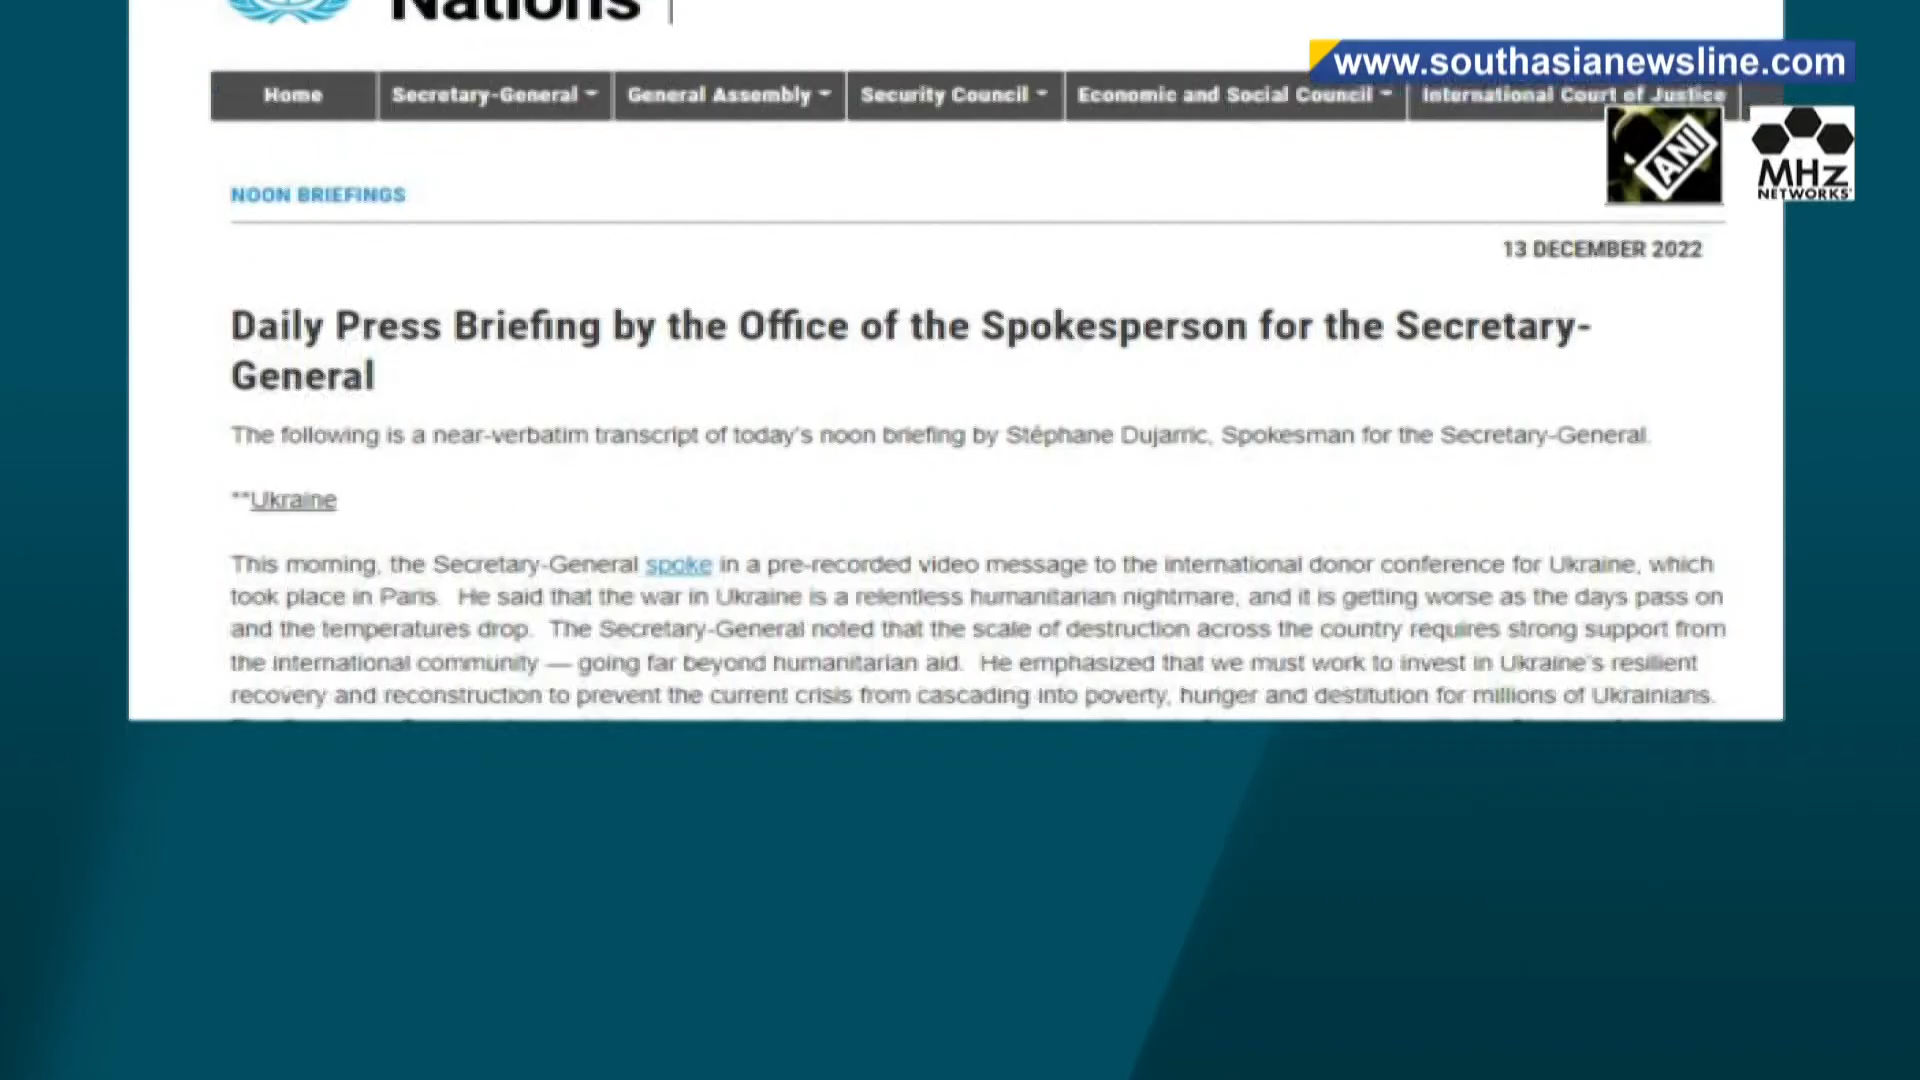 Nations
www.southasianewsline.com
Home Secretary-General General Assembly Security Council Economic and Social Council International Court of Justice
ANI
MHz
NETWORKS
NOON BRIEFINGS
13 DECEMBER 2022
Daily Press Briefing by the Office of the Spokesperson for the Secretary-
General
The following is a near-verbatim transcript of today's noon briefing by Stéphane Dujarric, Spokesman for the Secretary-General.
**Ukraine
This morning, the Secretary-General spoke in a pre-recorded video message to the international donor conference for Ukraine, which
took place in Paris.  He said that the war in Ukraine is a relentless humanitarian nightmare, and it is getting worse as the days pass on
and the temperatures drop.  The Secretary-General noted that the scale of destruction across the country requires strong support from
the international community — going far beyond humanitarian aid.  He emphasized that we must work to invest in Ukraine's resilient
recovery and reconstruction to prevent the current crisis from cascading into poverty, hunger and destitution for millions of Ukrainians.